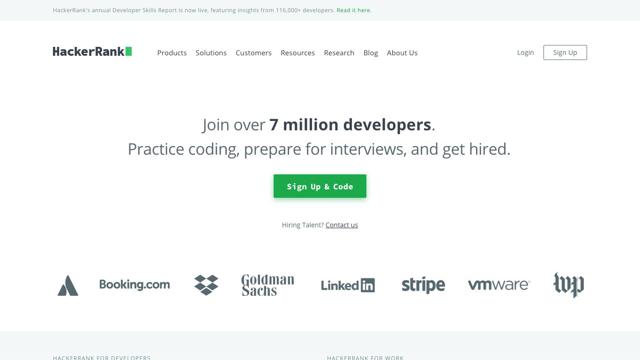 HackerRank's annual Developer Skills Report is now live, featuring insights from 116,000+ developers. Read it here.
HackerRank Products Solutions Customers Resources Research Blog About Us Login Sign Up
Join over 7 million developers.
Practice coding, prepare for interviews, and get hired.
Sign Up & Code
Hiring Talent? Contact us
Booking.com Goldman Sachs LinkedIn stripe vmware wp
HACKERRANK FOR DEVELOPERS HACKERRANK FOR WORK